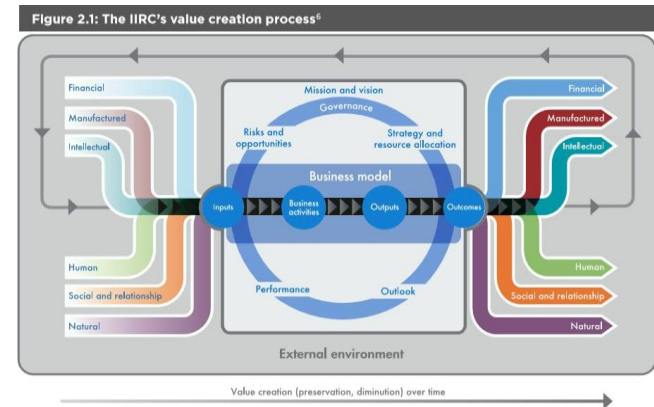 Figure 2.1: The IIRC's value creation process6
Financial
Manufactured
Intellectual
Human
Social and relationship
Natural
Mission and vision
Governance
Risks and
opportunities
Strategy and
resource allocation
Business model
Inputs
Business
activities
Outputs
Outcomes
Performance
Outlook
Financial
Manufactured
Intellectual
Human
Social and relationship
Natural
External environment
Value creation (preservation, diminution) over time